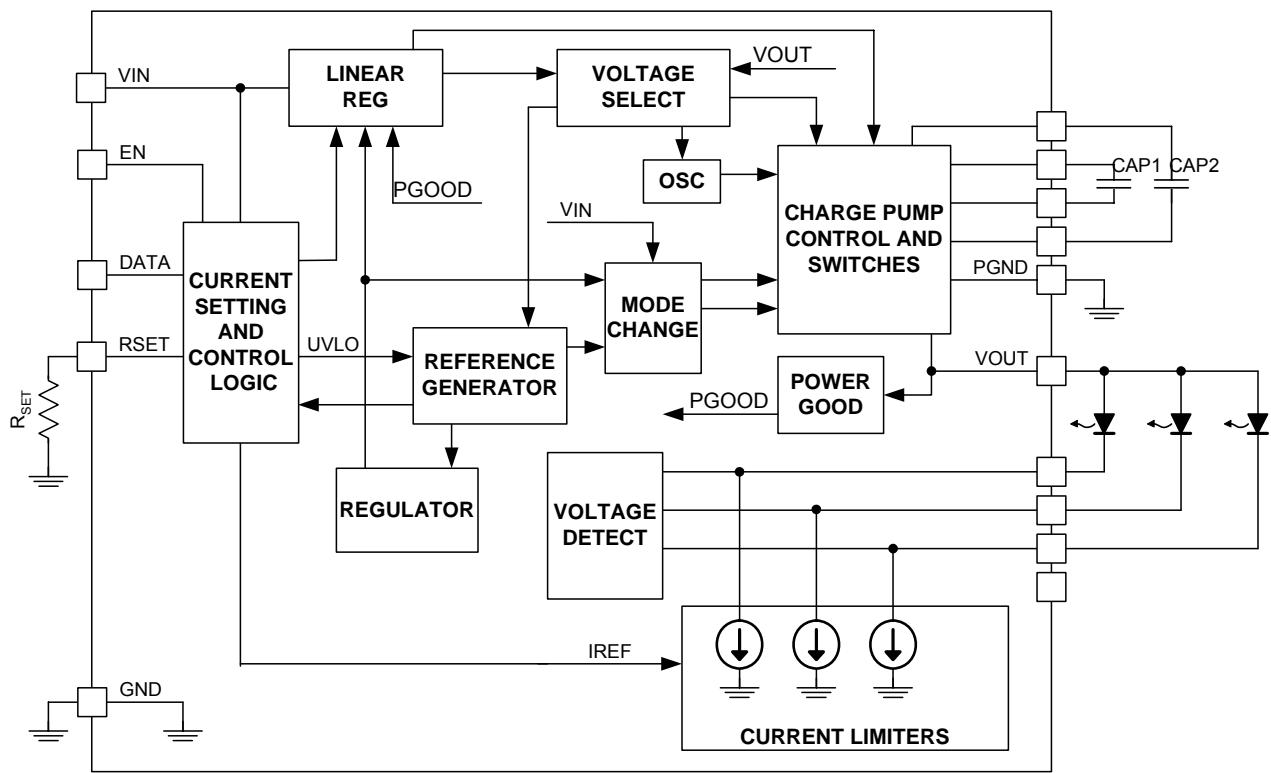 VIN
LINEAR
REG
VOLTAGE
SELECT
VOUT
EN
PGOOD
OSC
CAP1
CAP2
VIN
CHARGE PUMP
CONTROL AND
SWITCHES
DATA
CURRENT
SETTING
AND
CONTROL
LOGIC
MODE
CHANGE
PGND
RSET
UVLO
REFERENCE
GENERATOR
VOUT
RSET
PGOOD
POWER
GOOD
REGULATOR
VOLTAGE
DETECT
IREF
GND
CURRENT LIMITERS